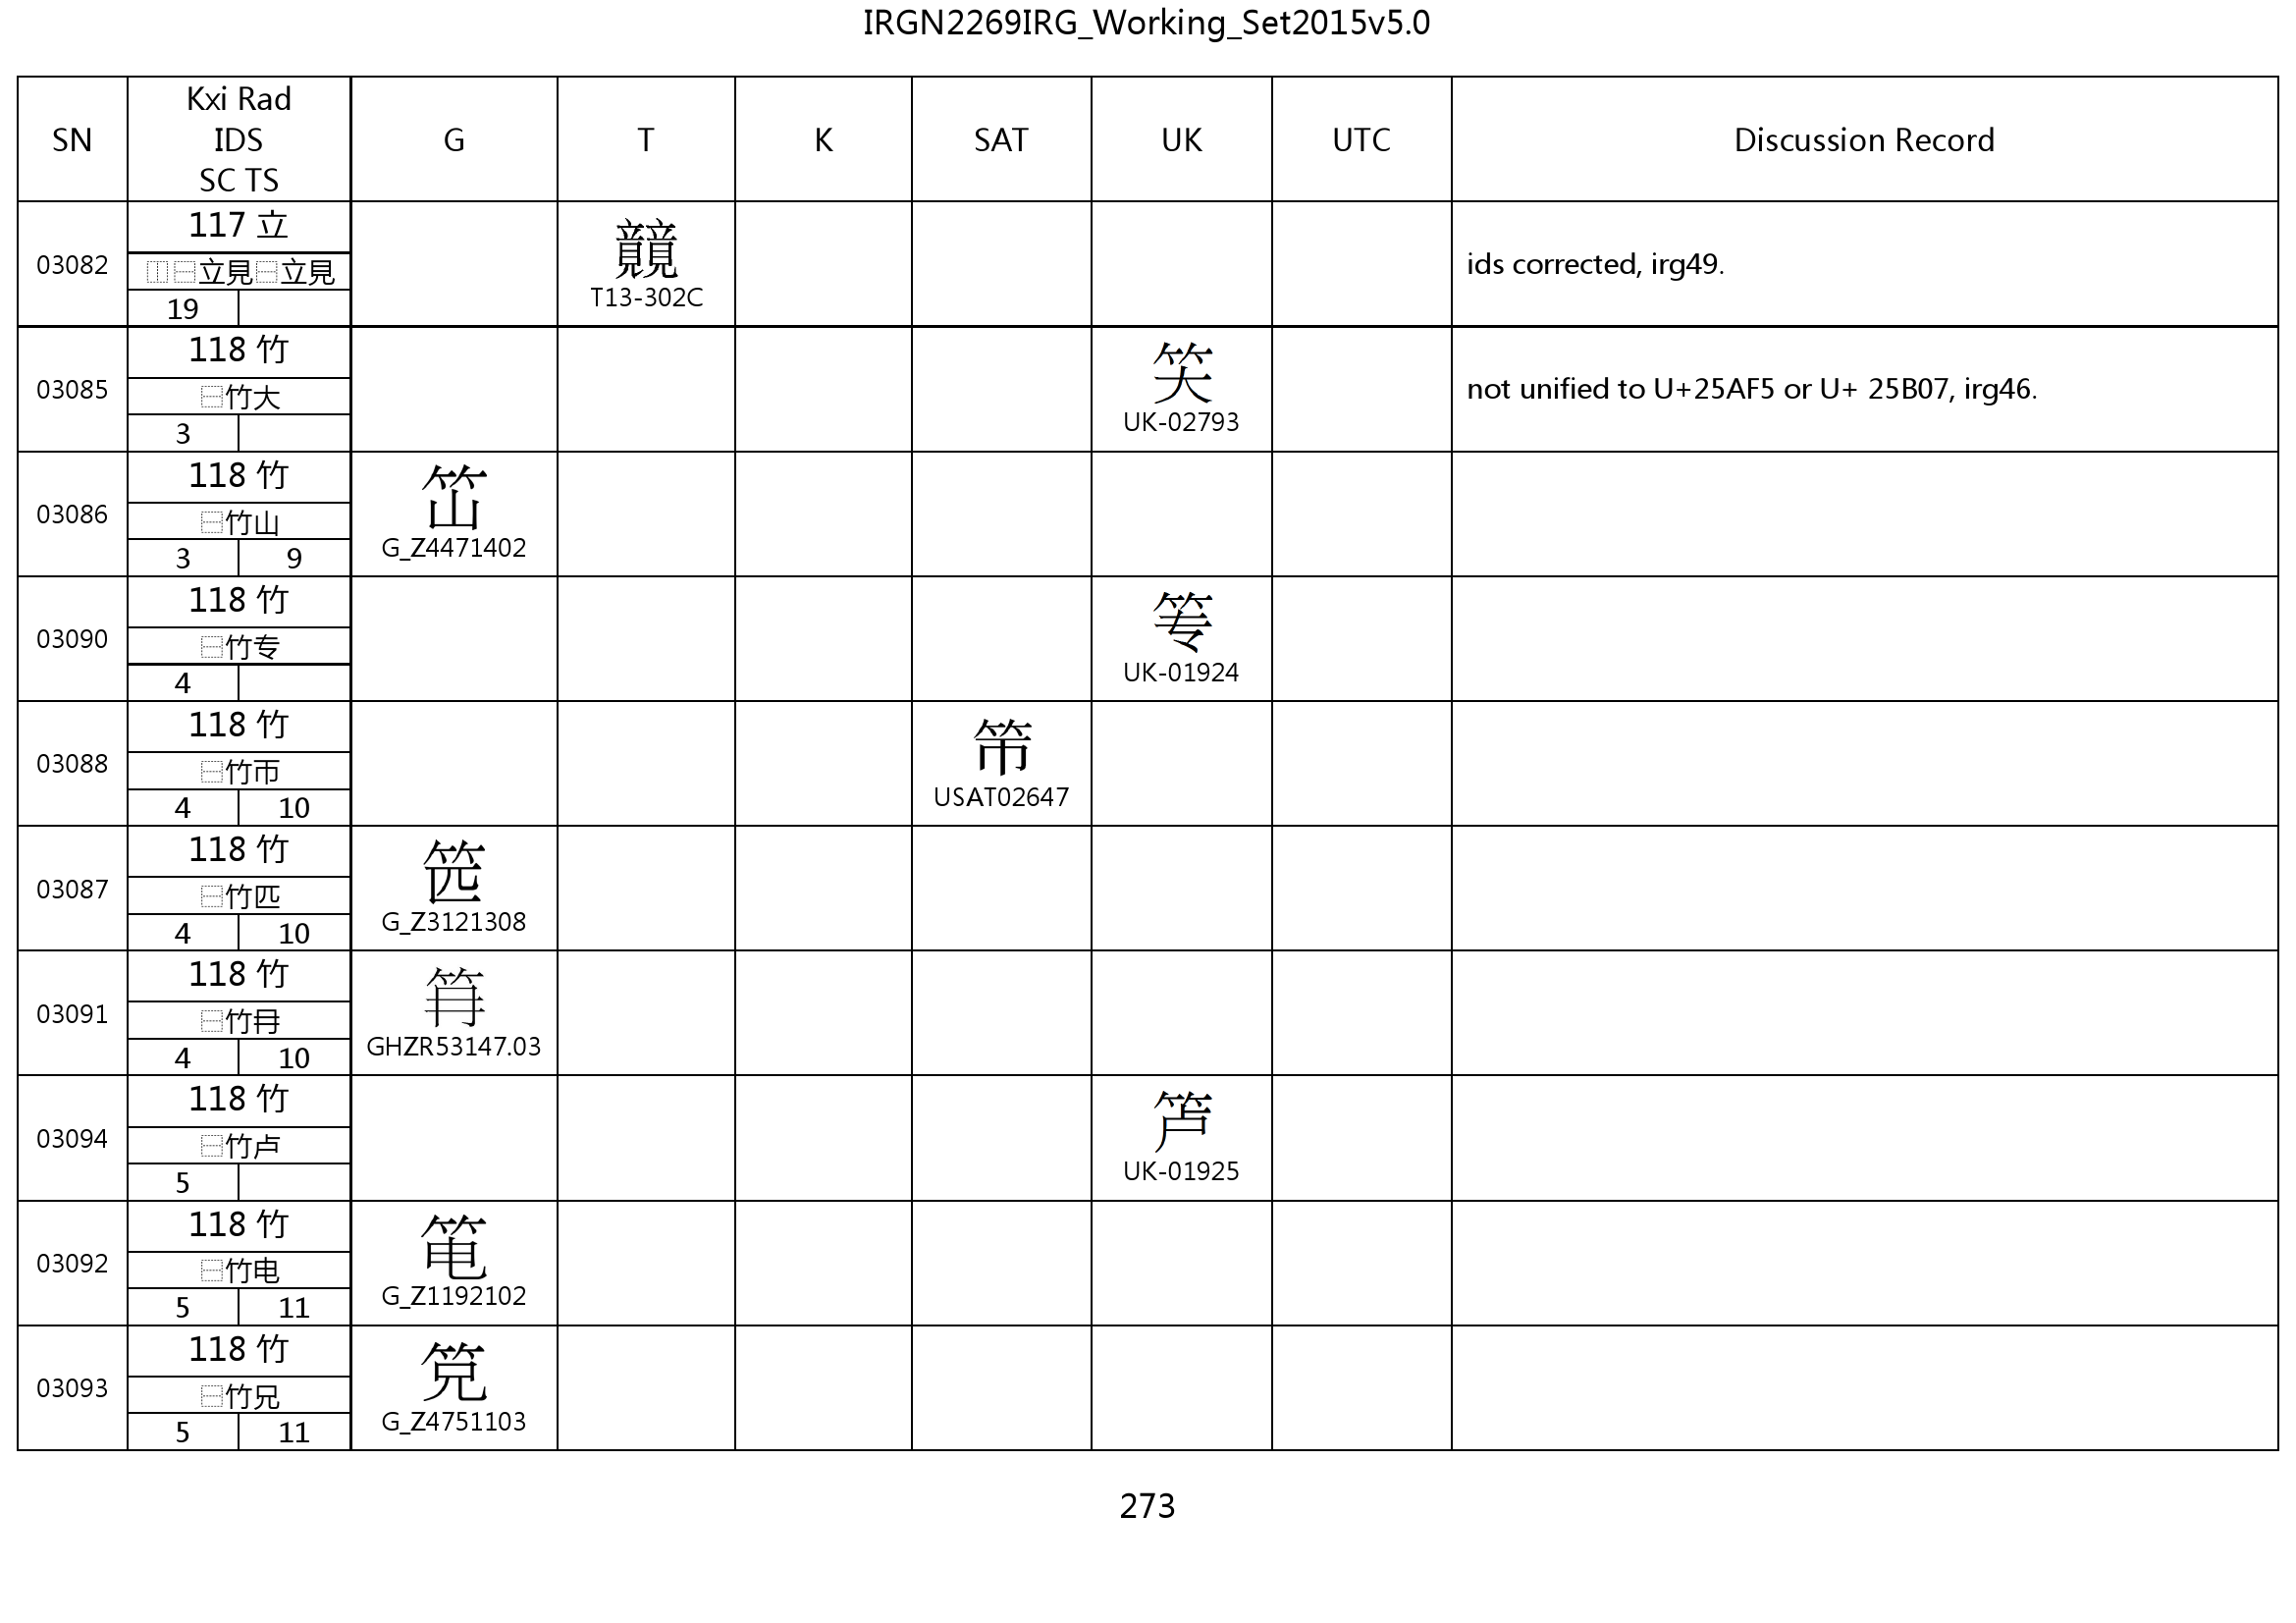 IRGN2269IRG_Working_Set2015v5.0
SN Kxi Rad IDS SC TS G T K SAT UK UTC Discussion Record
03082 117 立
⿰⿱立見⿱立見
19
T13-302C
ids corrected, irg49.
03085 118 竹
⿱竹大
3
UK-02793
not unified to U+25AF5 or U+ 25B07, irg46.
03086 118 竹
⿱竹山
3 9
G_Z4471402
03090 118 竹
⿱竹专
4
UK-01924
03088 118 竹
⿱竹帀
4 10
USAT02647
03087 118 竹
⿱竹匹
4 10
G_Z3121308
03091 118 竹
⿱竹冄
4 10
GHZR53147.03
03094 118 竹
⿱竹卢
5
UK-01925
03092 118 竹
⿱竹电
5 11
G_Z1192102
03093 118 竹
⿱竹兄
5 11
G_Z4751103
273